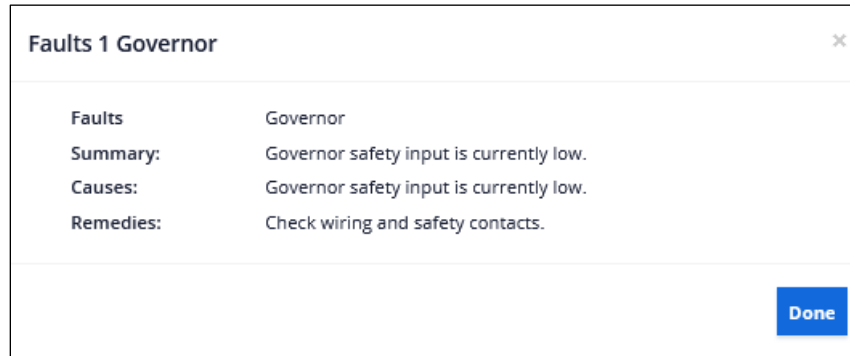 Faults 1 Governor ×
Faults Governor
Summary: Governor safety input is currently low.
Causes: Governor safety input is currently low.
Remedies: Check wiring and safety contacts.
Done